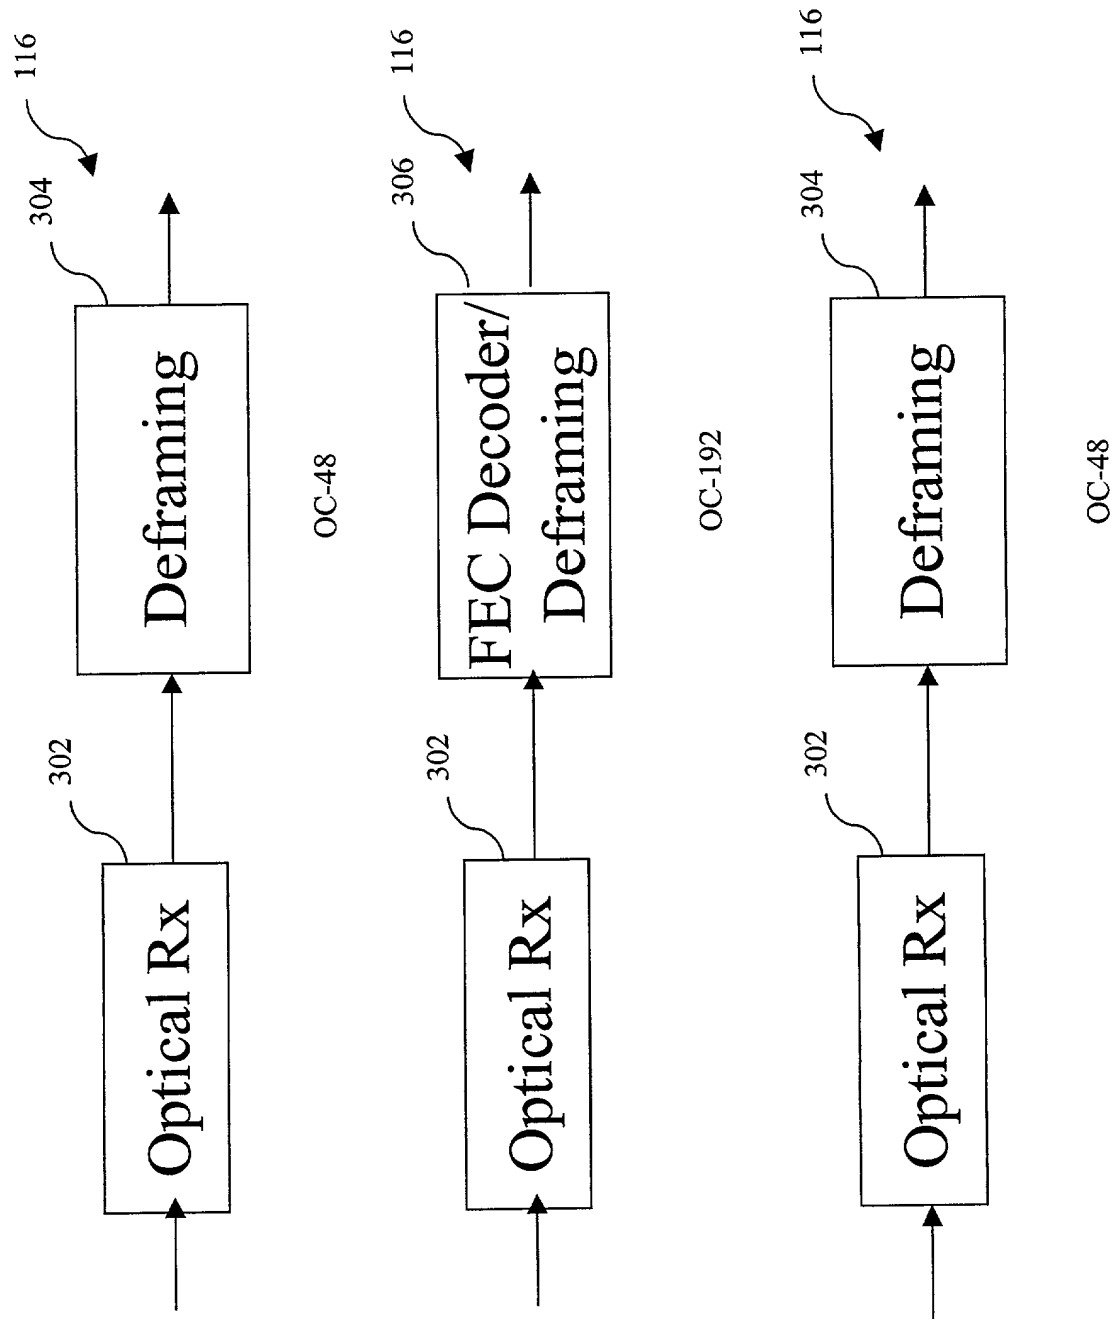 116
304
302
Optical Rx
Deframing
OC-48
116
306
302
Optical Rx
FEC Decoder/
Deframing
OC-192
116
304
302
Optical Rx
Deframing
OC-48